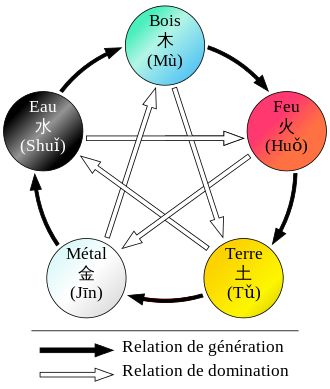 Bois
木
(Mù)
Eau
水
(Shuǐ)
Feu
火
(Huǒ)
Métal
金
(Jīn)
Terre
土
(Tǔ)
Relation de génération
Relation de domination